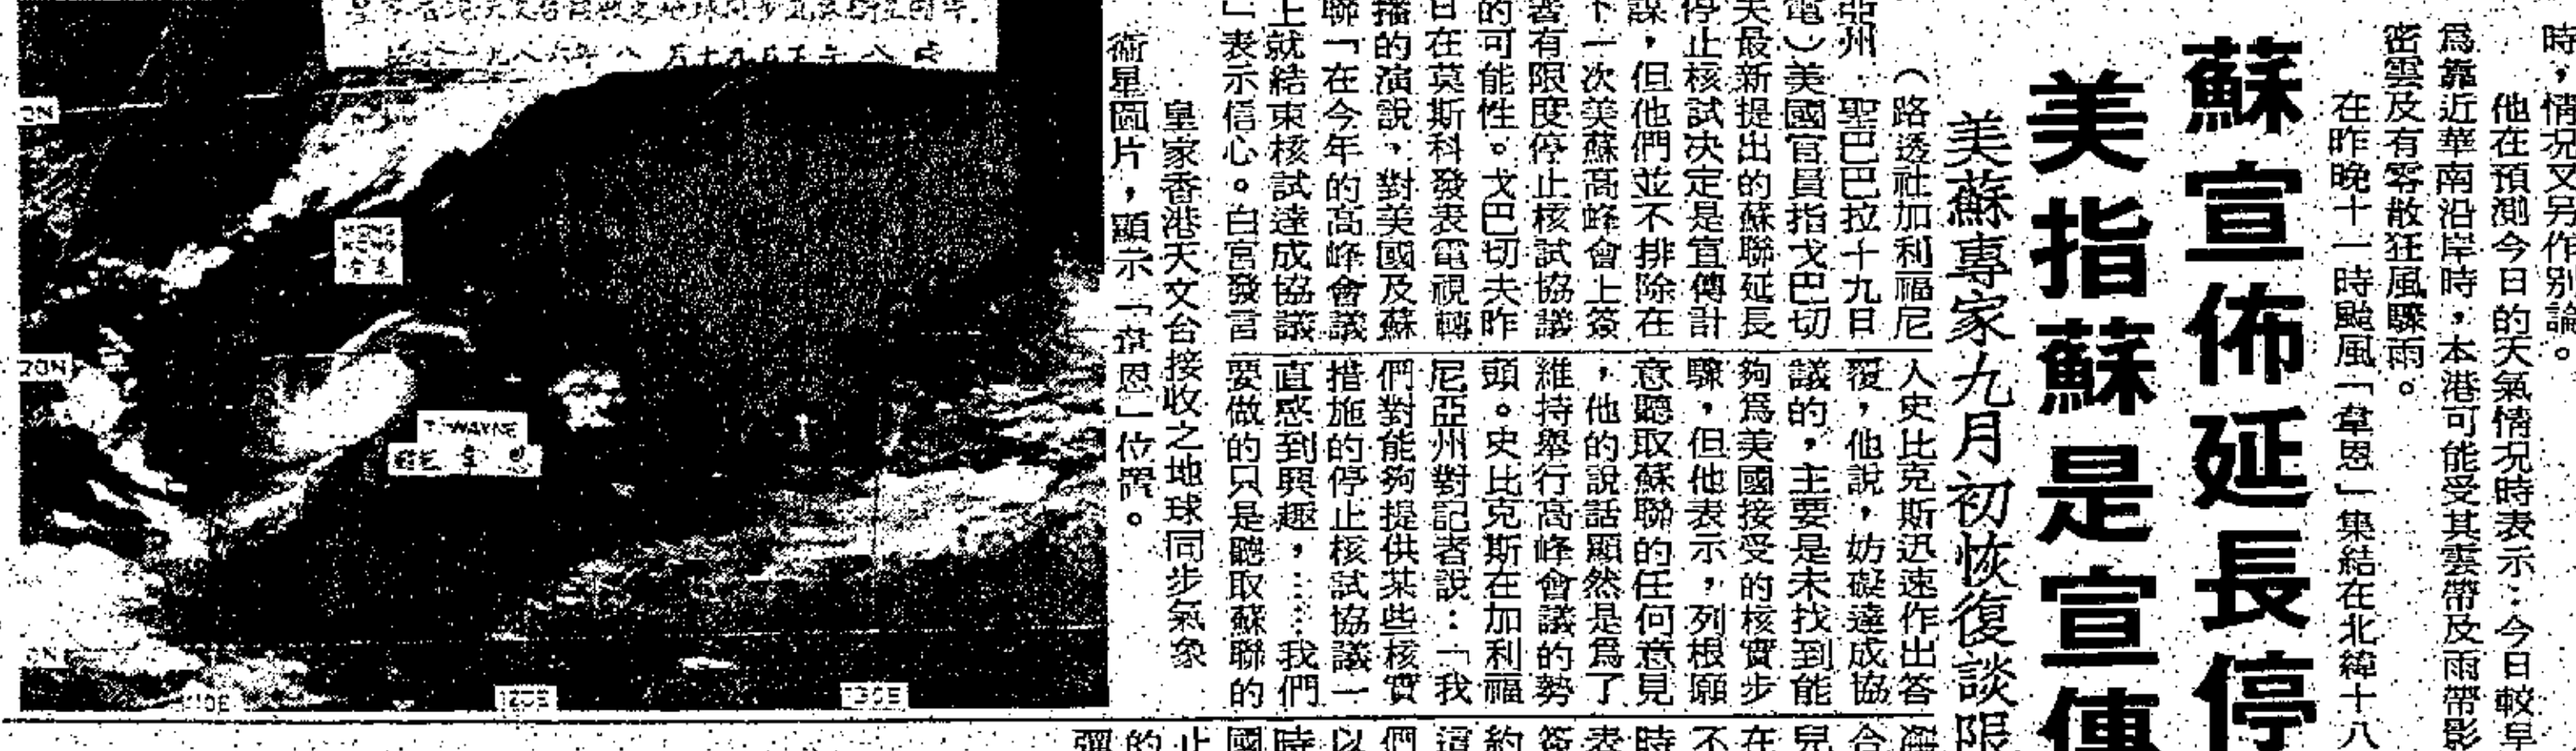 時，情況又另作別論。
他在預測今日的天氣情況時表示：今日較早
爲靠近華南沿岸時，本港可能受其雲帶及雨帶影
密雲及有零散狂風驟雨。
在昨晚十一時颱風「韋恩」集結在北緯十八
蘇宣佈延長停
美指蘇是宣傳
美蘇專家九月初恢復談限
（路透社加利福尼
亞州聖巴巴拉十九日
電）美國官員指戈巴切
夫最新提出的蘇聯延長
停止核試決定是宣傳計
謀，但他們並不排除在
下一次美蘇高峰會上簽
署有限度停止核試協議
的可能性。戈巴切夫昨
日在莫斯科發表電視轉
播的演說，對美國及蘇
聯「在今年的高峰會議
上就結束核試達成協議
」表示信心。白宮發言
人史比克斯迅速作出答
覆，他說，妨礙達成協
議的，主要是未找到能
夠爲美國接受的核實步
驟，但他表示，列根願
意聽取蘇聯的任何意見
，他的說話顯然是爲了
維持舉行高峰會議的勢
頭。史比克斯在加利福
尼亞州對記者說：「我
們對能夠提供某些核實
措施的停止核試協議一
直感到興趣，……我們
要做的只是聽取蘇聯的
皇家香港天文台接收之地球同步氣象
衛星圖片，顯示「韋恩」位置。
HONG
KONG
香港
20N
T.WAYNE
颱風韋恩
120E
130E